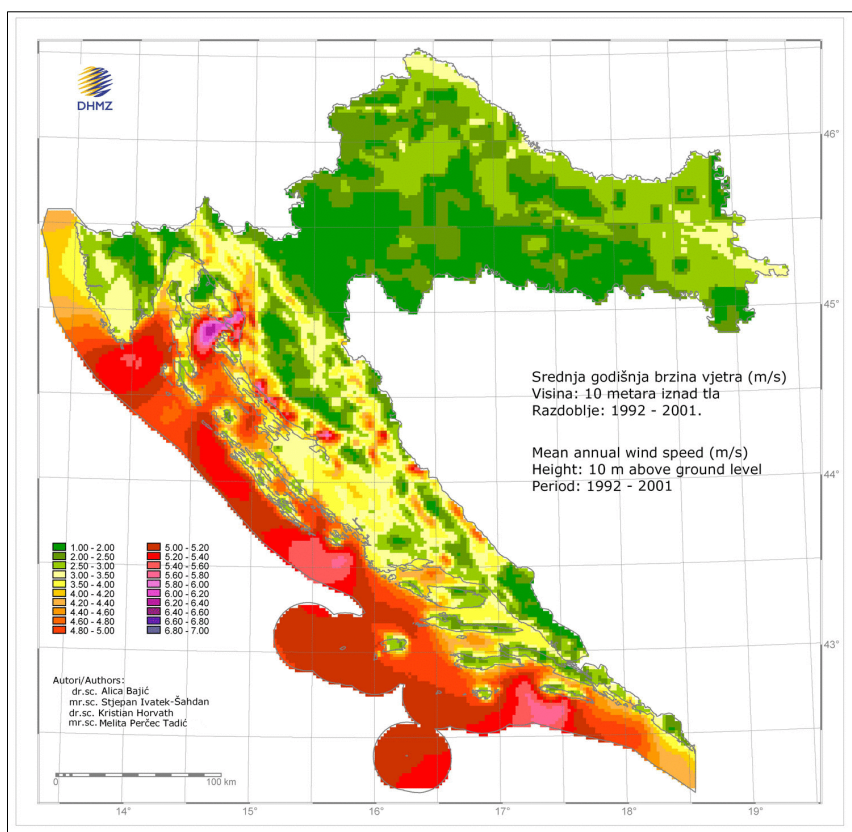 DHMZ
46°
45°
Srednja godišnja brzina vjetra (m/s)
Visina: 10 metara iznad tla
Razdoblje: 1992 - 2001.
Mean annual wind speed (m/s)
Height: 10 m above ground level
Period: 1992 - 2001
44°
1.00 - 2.00
2.00 - 2.50
2.50 - 3.00
3.00 - 3.50
3.50 - 4.00
4.00 - 4.20
4.20 - 4.40
4.40 - 4.60
4.60 - 4.80
4.80 - 5.00
5.00 - 5.20
5.20 - 5.40
5.40 - 5.60
5.60 - 5.80
5.80 - 6.00
6.00 - 6.20
6.20 - 6.40
6.40 - 6.60
6.60 - 6.80
6.80 - 7.00
43°
Autori/Authors:
dr.sc. Alica Bajić
mr.sc. Stjepan Ivatek-Šahdan
dr.sc. Kristian Horvath
mr.sc. Melita Perčec Tadić
0 100 km
14° 15° 16° 17° 18° 19°